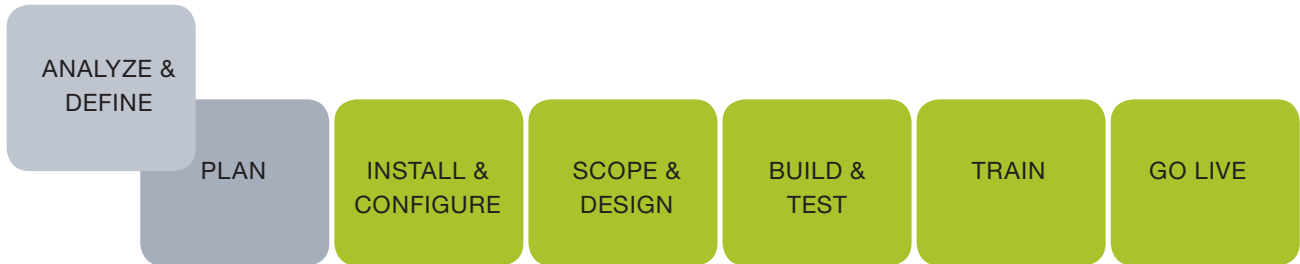 ANALYZE &
DEFINE
PLAN
INSTALL &
CONFIGURE
SCOPE &
DESIGN
BUILD &
TEST
TRAIN
GO LIVE